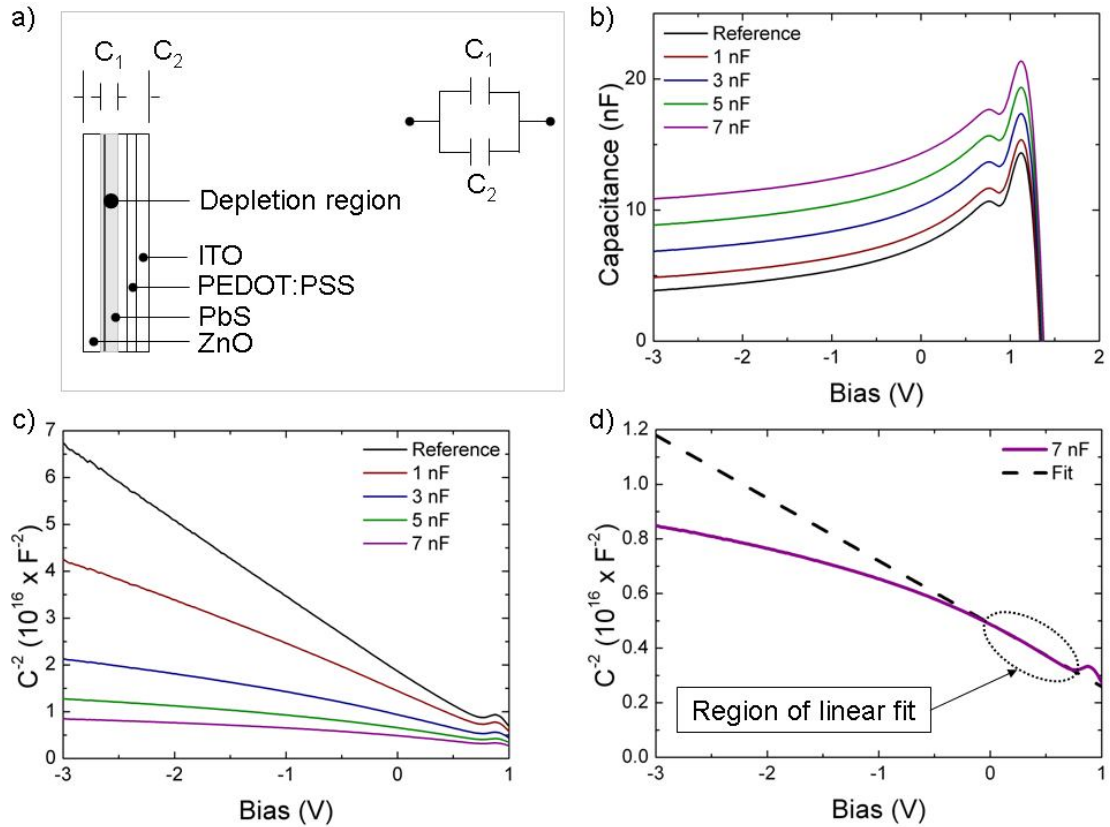 a)
C₁ C₂
Depletion region
ITO
PEDOT:PSS
PbS
ZnO
C₁
C₂
b)
Reference
1 nF
3 nF
5 nF
7 nF
Capacitance (nF)
20
10
0
-3 -2 -1 0 1 2
Bias (V)
c)
Reference
1 nF
3 nF
5 nF
7 nF
C⁻² (10¹⁶ x F⁻²)
7
6
5
4
3
2
1
0
-3 -2 -1 0 1
Bias (V)
d)
7 nF
Fit
C⁻² (10¹⁶ x F⁻²)
1.2
1.0
0.8
0.6
0.4
0.2
0.0
Region of linear fit
-3 -2 -1 0 1
Bias (V)